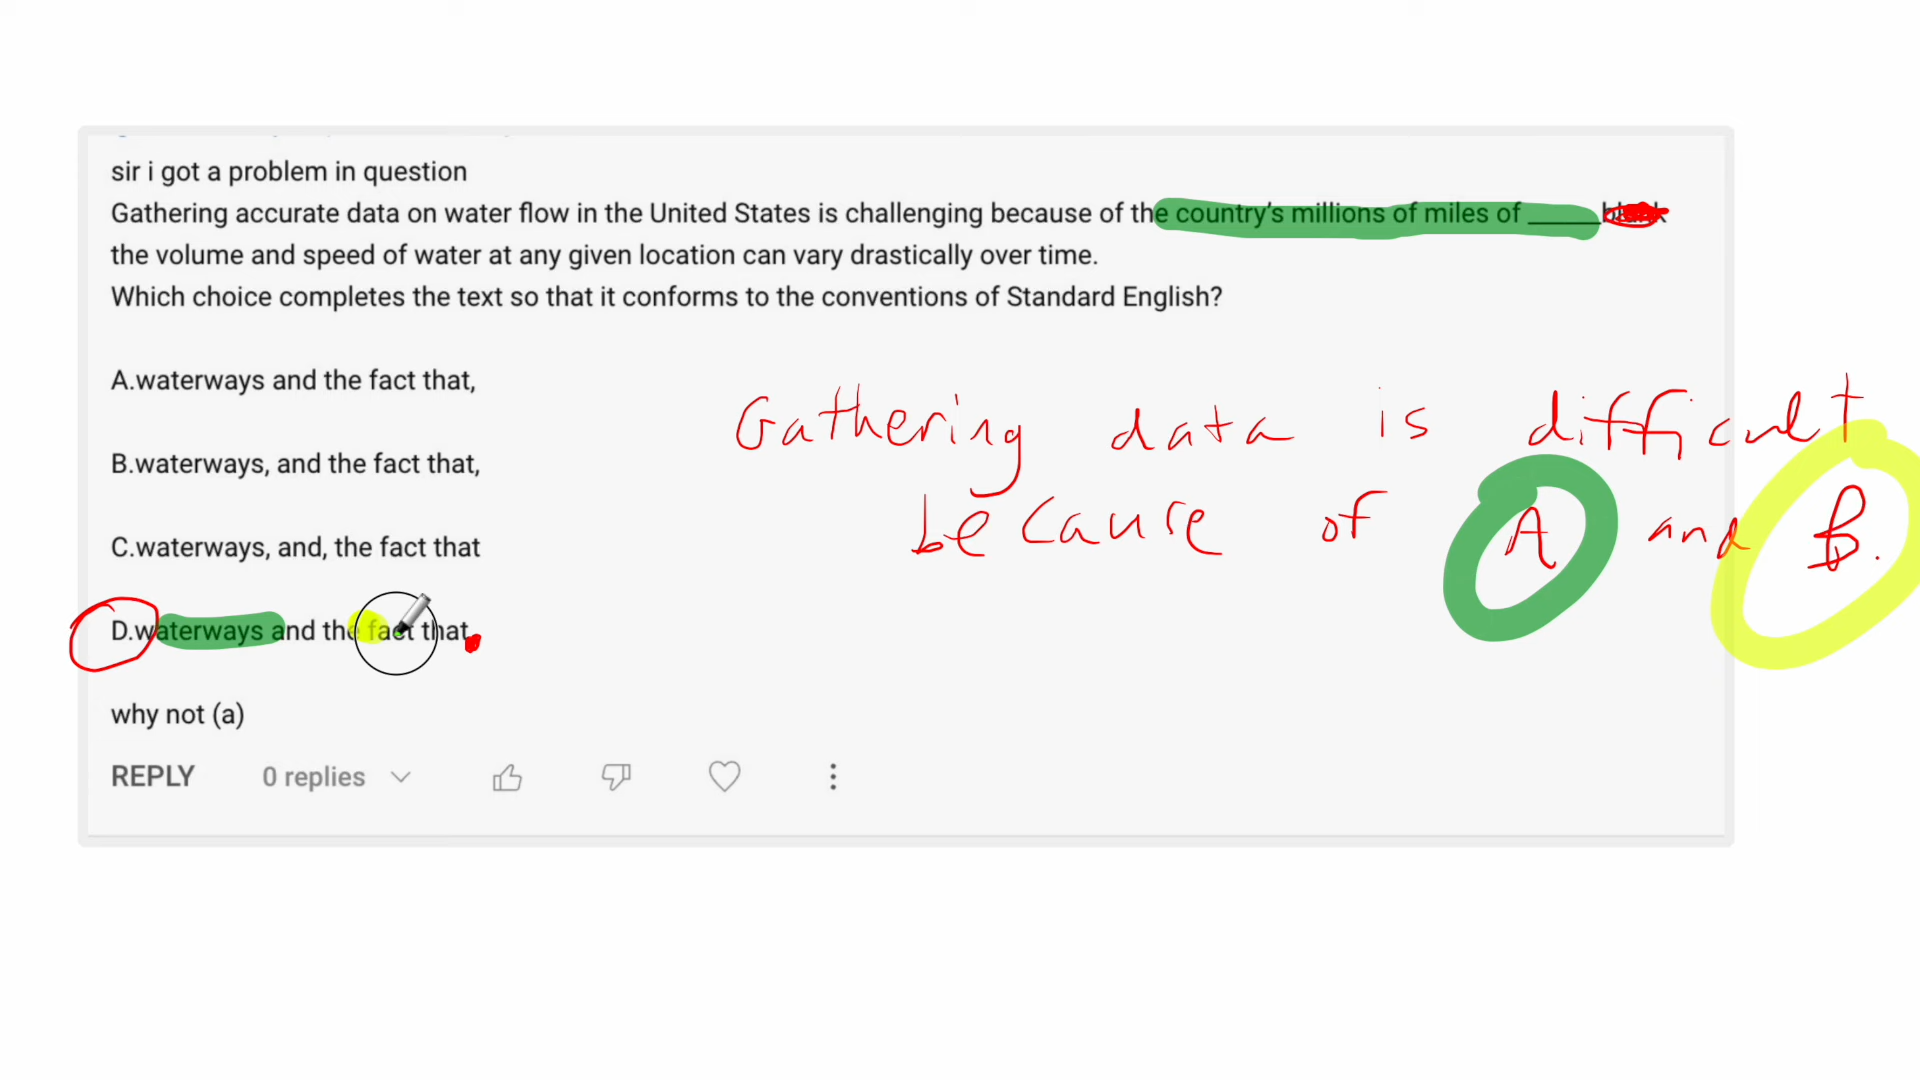 sir i got a problem in question
Gathering accurate data on water flow in the United States is challenging because of the country's millions of miles of _____
the volume and speed of water at any given location can vary drastically over time.
Which choice completes the text so that it conforms to the conventions of Standard English?
A.waterways and the fact that,
Gathering data is difficult
B.waterways, and the fact that,
because of A and B.
C.waterways, and, the fact that
D.waterways and the fact that
why not (a)
REPLY 0 replies